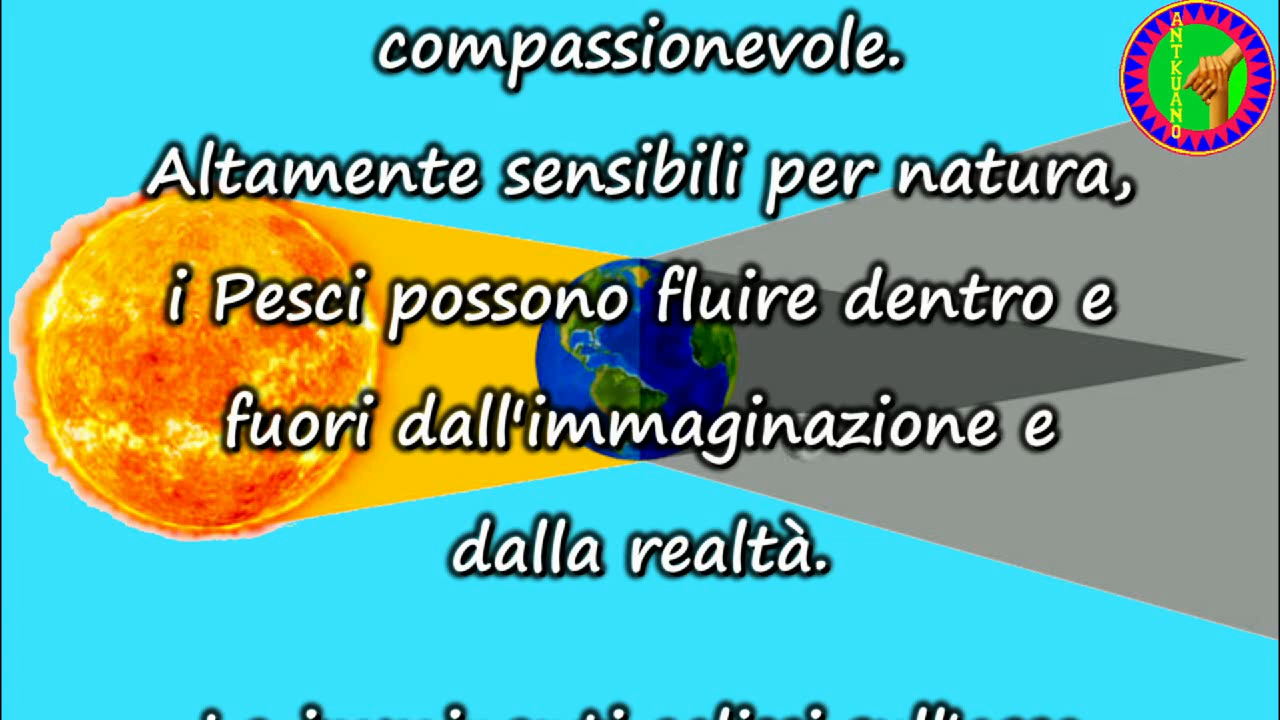 compassionevole.
ANTKUANO
Altamente sensibili per natura,
i Pesci possono fluire dentro e
fuori dall'immaginazione e
dalla realtà.